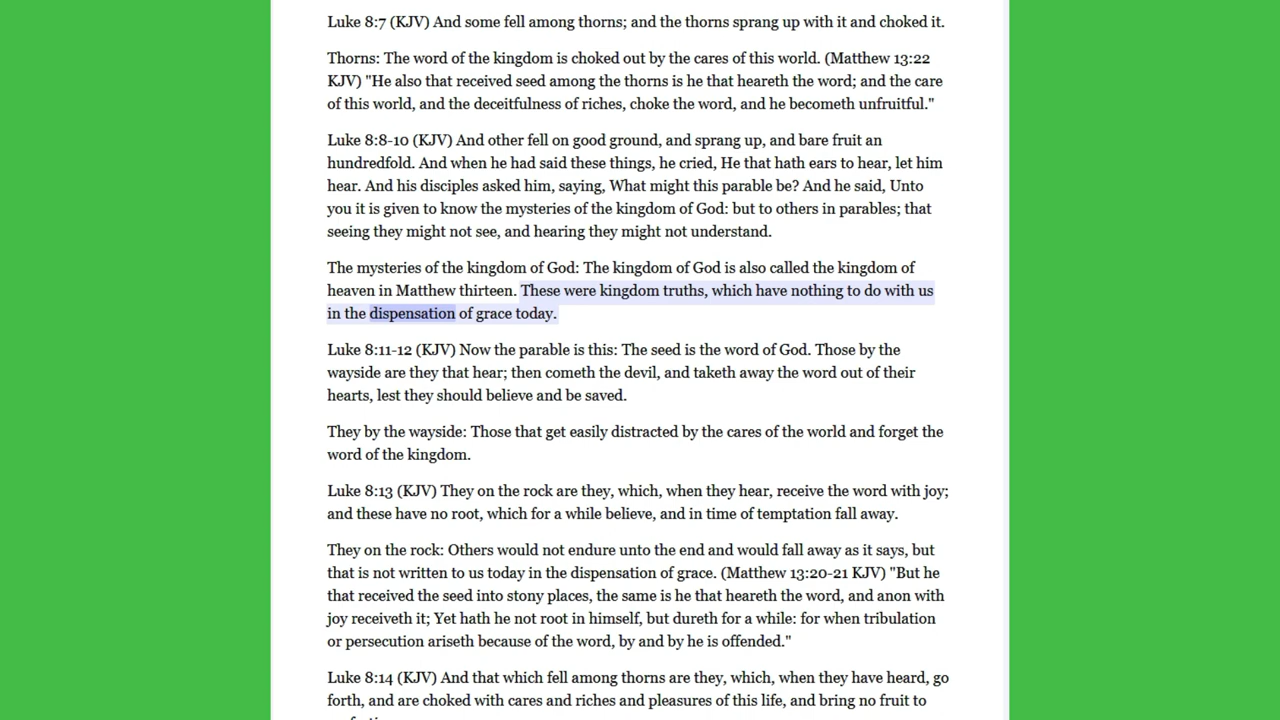 Luke 8:7 (KJV) And some fell among thorns; and the thorns sprang up with it and choked it.
Thorns: The word of the kingdom is choked out by the cares of this world. (Matthew 13:22
KJV) "He also that received seed among the thorns is he that heareth the word; and the care
of this world, and the deceitfulness of riches, choke the word, and he becometh unfruitful."
Luke 8:8-10 (KJV) And other fell on good ground, and sprang up, and bare fruit an
hundredfold. And when he had said these things, he cried, He that hath ears to hear, let him
hear. And his disciples asked him, saying, What might this parable be? And he said, Unto
you it is given to know the mysteries of the kingdom of God: but to others in parables; that
seeing they might not see, and hearing they might not understand.
The mysteries of the kingdom of God: The kingdom of God is also called the kingdom of
heaven in Matthew thirteen. These were kingdom truths, which have nothing to do with us
in the dispensation of grace today.
Luke 8:11-12 (KJV) Now the parable is this: The seed is the word of God. Those by the
wayside are they that hear; then cometh the devil, and taketh away the word out of their
hearts, lest they should believe and be saved.
They by the wayside: Those that get easily distracted by the cares of the world and forget the
word of the kingdom.
Luke 8:13 (KJV) They on the rock are they, which, when they hear, receive the word with joy;
and these have no root, which for a while believe, and in time of temptation fall away.
They on the rock: Others would not endure unto the end and would fall away as it says, but
that is not written to us today in the dispensation of grace. (Matthew 13:20-21 KJV) "But he
that received the seed into stony places, the same is he that heareth the word, and anon with
joy receiveth it; Yet hath he not root in himself, but dureth for a while: for when tribulation
or persecution ariseth because of the word, by and by he is offended."
Luke 8:14 (KJV) And that which fell among thorns are they, which, when they have heard, go
forth, and are choked with cares and riches and pleasures of this life, and bring no fruit to